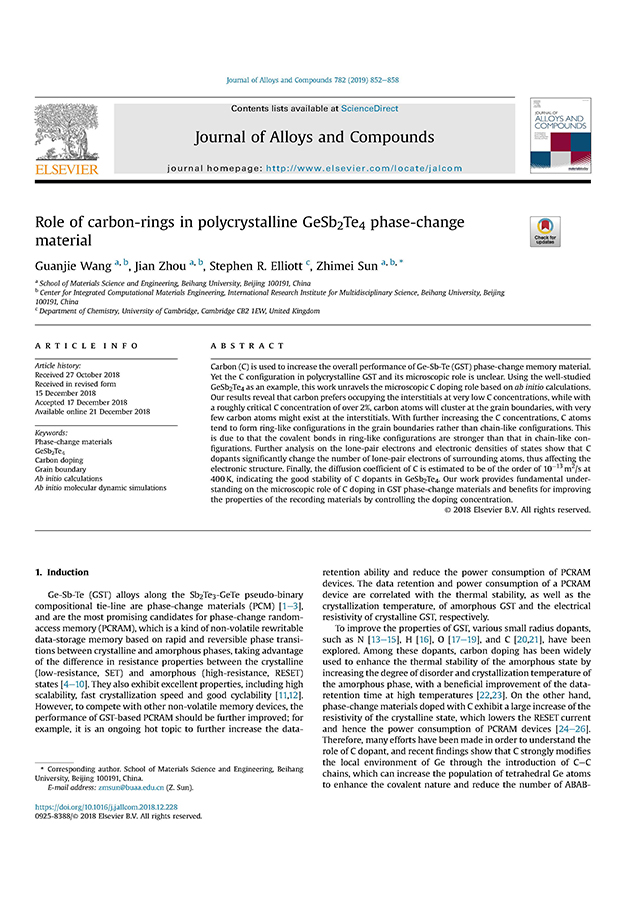 Journal of Alloys and Compounds 782 (2019) 852–858
Contents lists available at ScienceDirect
Journal of Alloys and Compounds
journal homepage: http://www.elsevier.com/locate/jalcom
ELSEVIER
JOURNAL OF
ALLOYS AND
COMPOUNDS
Role of carbon-rings in polycrystalline GeSb2Te4 phase-change
material
Check for
updates
Guanjie Wang a, b, Jian Zhou a, b, Stephen R. Elliott c, Zhimei Sun a, b, *
a School of Materials Science and Engineering, Beihang University, Beijing 100191, China
b Center for Integrated Computational Materials Engineering, International Research Institute for Multidisciplinary Science, Beihang University, Beijing
100191, China
c Department of Chemistry, University of Cambridge, Cambridge CB2 1EW, United Kingdom
ARTICLE INFO
Article history:
Received 27 October 2018
Received in revised form
15 December 2018
Accepted 17 December 2018
Available online 21 December 2018
Keywords:
Phase-change materials
GeSb2Te4
Carbon doping
Grain boundary
Ab initio calculations
Ab initio molecular dynamic simulations
ABSTRACT
Carbon (C) is used to increase the overall performance of Ge-Sb-Te (GST) phase-change memory material.
Yet the C configuration in polycrystalline GST and its microscopic role is unclear. Using the well-studied
GeSb2Te4 as an example, this work unravels the microscopic C doping role based on ab initio calculations.
Our results reveal that carbon prefers occupying the interstitials at very low C concentrations, while with
a roughly critical C concentration of over 2%, carbon atoms will cluster at the grain boundaries, with very
few carbon atoms might exist at the interstitials. With further increasing the C concentrations, C atoms
tend to form ring-like configurations in the grain boundaries rather than chain-like configurations. This
is due to that the covalent bonds in ring-like configurations are stronger than that in chain-like con-
figurations. Further analysis on the lone-pair electrons and electronic densities of states show that C
dopants significantly change the number of lone-pair electrons of surrounding atoms, thus affecting the
electronic structure. Finally, the diffusion coefficient of C is estimated to be of the order of 10−13 m2/s at
400 K, indicating the good stability of C dopants in GeSb2Te4. Our work provides fundamental under-
standing on the microscopic role of C doping in GST phase-change materials and benefits for improving
the properties of the recording materials by controlling the doping concentration.
© 2018 Elsevier B.V. All rights reserved.
1. Induction
Ge-Sb-Te (GST) alloys along the Sb2Te3-GeTe pseudo-binary
compositional tie-line are phase-change materials (PCM) [1–3],
and are the most promising candidates for phase-change random-
access memory (PCRAM), which is a kind of non-volatile rewritable
data-storage memory based on rapid and reversible phase transi-
tions between crystalline and amorphous phases, taking advantage
of the difference in resistance properties between the crystalline
(low-resistance, SET) and amorphous (high-resistance, RESET)
states [4–10]. They also exhibit excellent properties, including high
scalability, fast crystallization speed and good cyclability [11,12].
However, to compete with other non-volatile memory devices, the
performance of GST-based PCRAM should be further improved; for
example, it is an ongoing hot topic to further increase the data-
* Corresponding author. School of Materials Science and Engineering, Beihang
University, Beijing 100191, China.
E-mail address: zmsun@buaa.edu.cn (Z. Sun).
https://doi.org/10.1016/j.jallcom.2018.12.228
0925-8388/© 2018 Elsevier B.V. All rights reserved.
retention ability and reduce the power consumption of PCRAM
devices. The data retention and power consumption of a PCRAM
device are correlated with the thermal stability, as well as the
crystallization temperature, of amorphous GST and the electrical
resistivity of crystalline GST, respectively.
To improve the properties of GST, various small radius dopants,
such as N [13–15], H [16], O [17–19], and C [20,21], have been
explored. Among these dopants, carbon doping has been widely
used to enhance the thermal stability of the amorphous state by
increasing the degree of disorder and crystallization temperature of
the amorphous phase, with a beneficial improvement of the data-
retention time at high temperatures [22,23]. On the other hand,
phase-change materials doped with C exhibit a large increase of the
resistivity of the crystalline state, which lowers the RESET current
and hence the power consumption of PCRAM devices [24–26].
Therefore, many efforts have been made in order to understand the
role of C dopant, and recent findings show that C strongly modifies
the local environment of Ge through the introduction of C–C
chains, which can increase the population of tetrahedral Ge atoms
to enhance the covalent nature and reduce the number of ABAB-